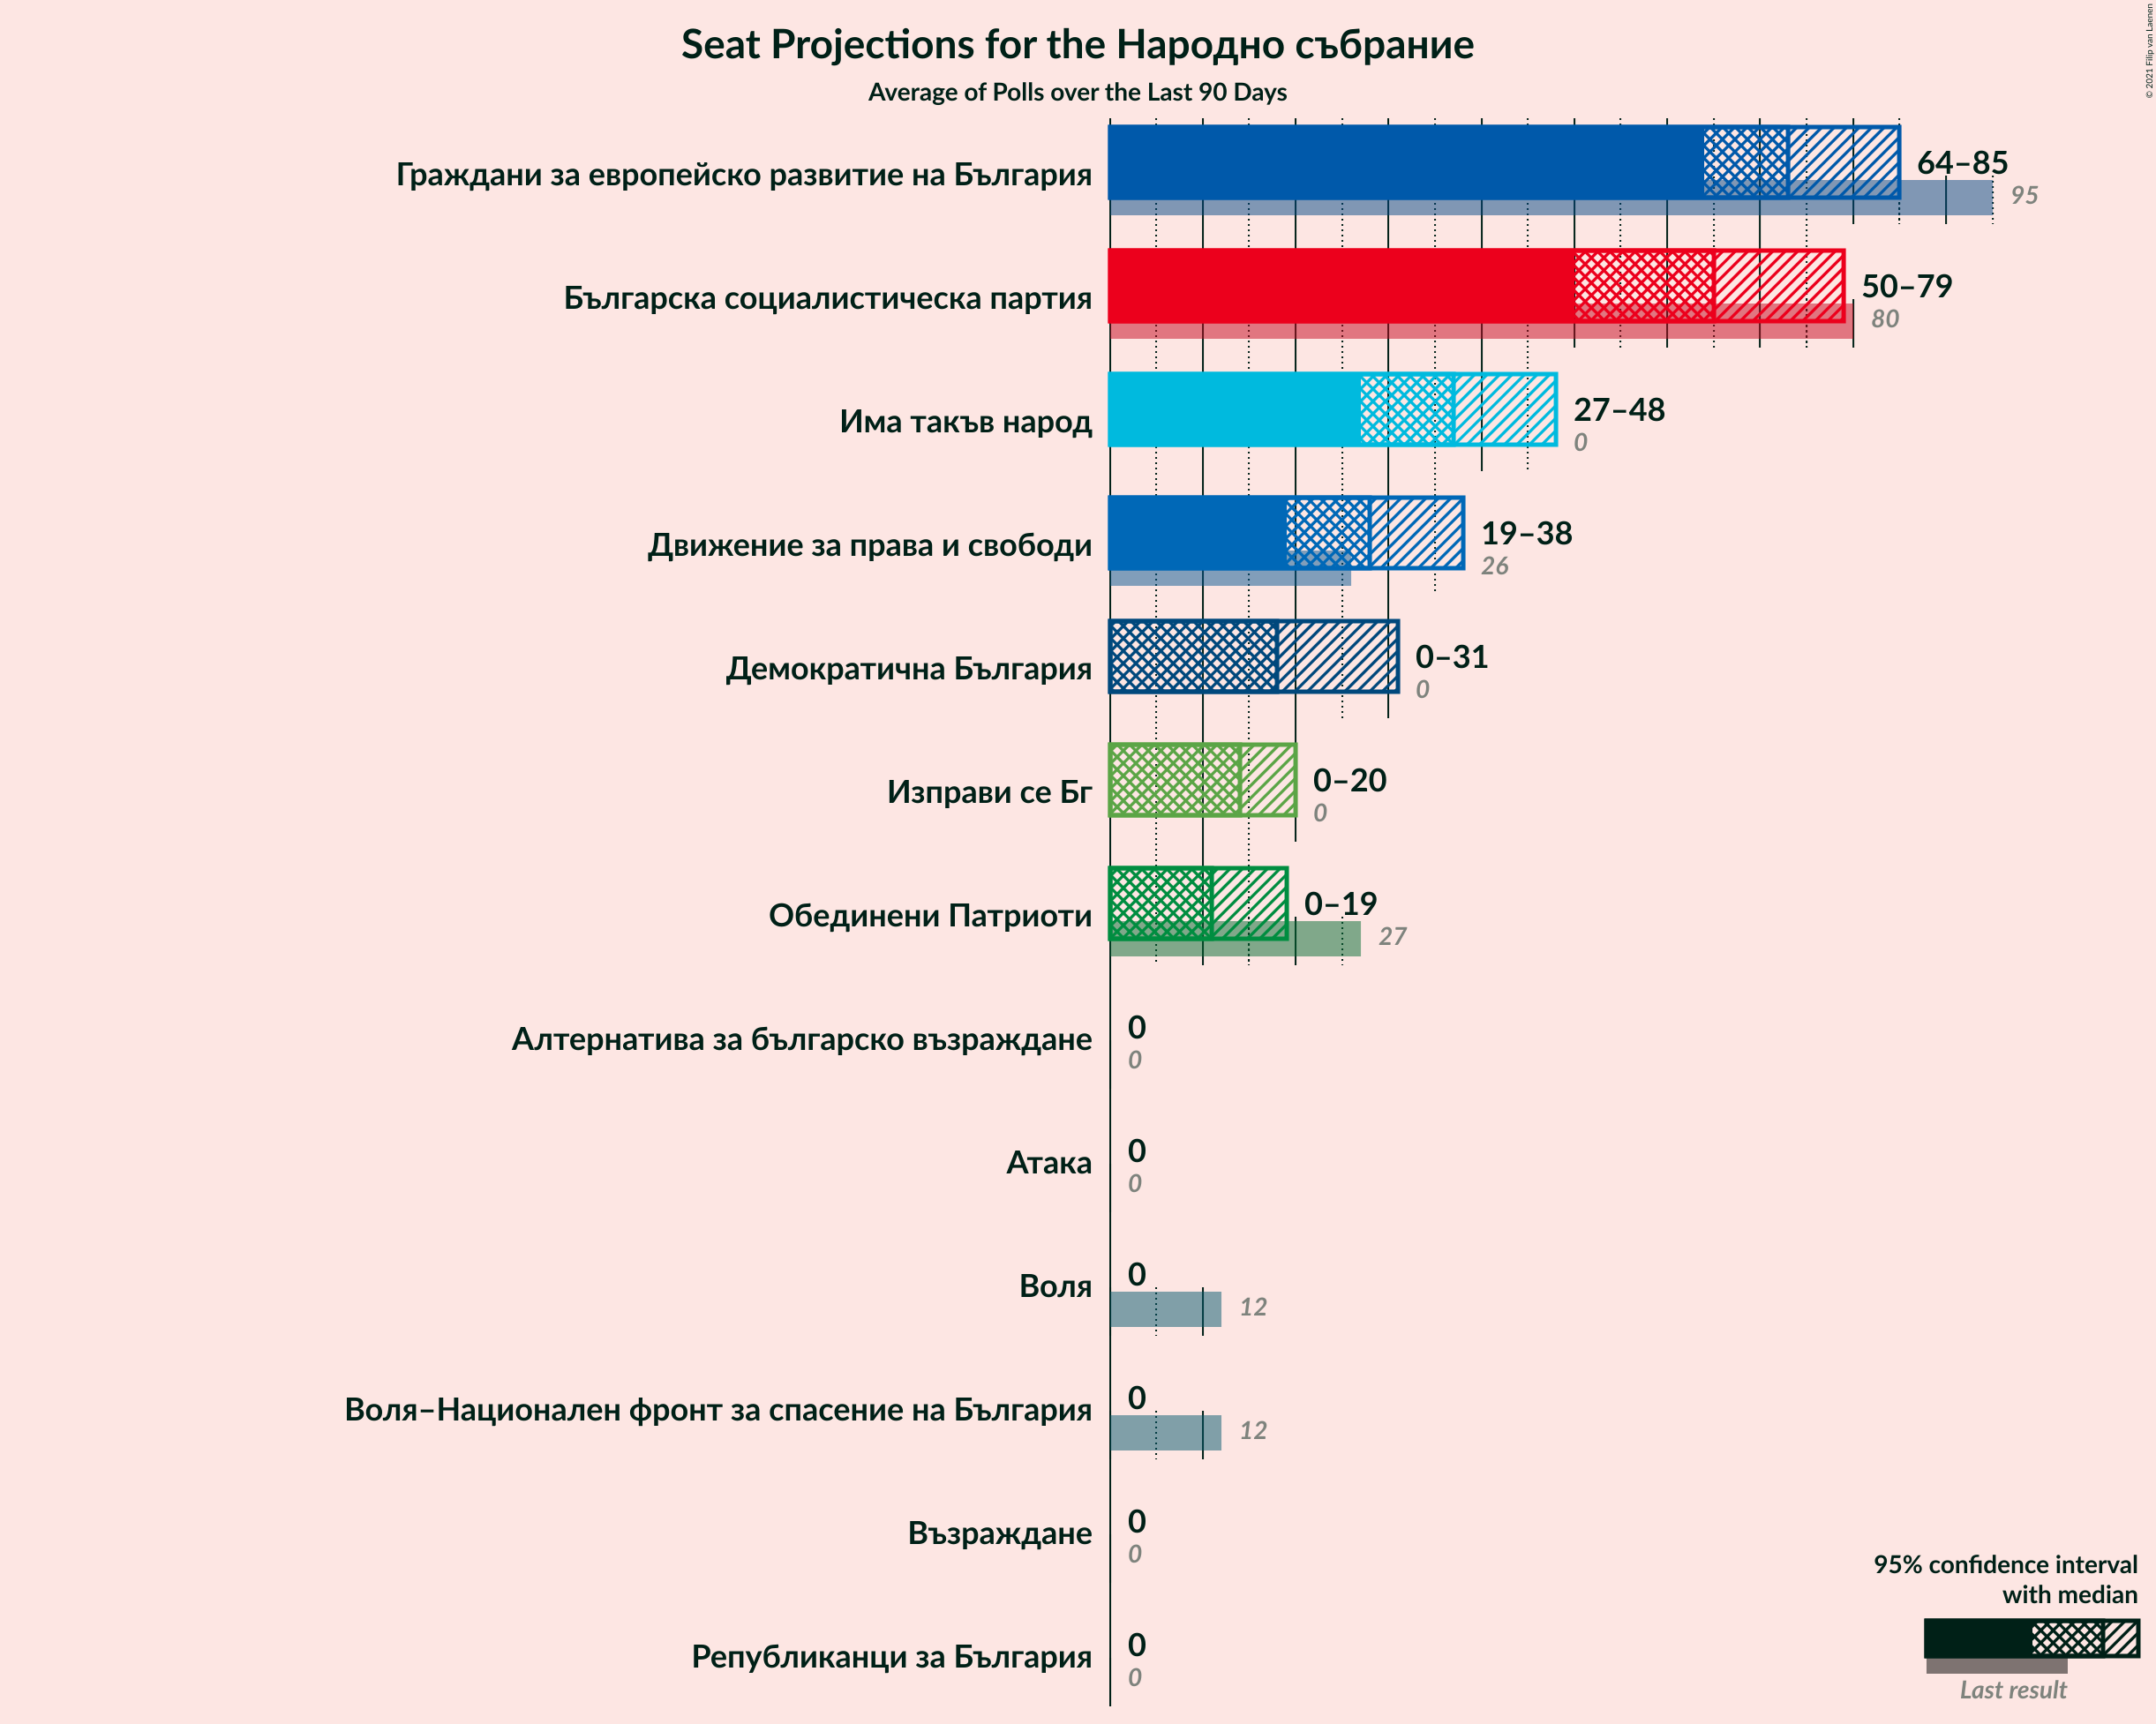 Seat Projections for the Народно събрание
Average of Polls over the Last 90 Days
© 2021 Filip van Laenen
Граждани за европейско развитие на България
64–85
95
Българска социалистическа партия
50–79
80
Има такъв народ
27–48
0
Движение за права и свободи
19–38
26
Демократична България
0–31
0
Изправи се Бг
0–20
0
Обединени Патриоти
0–19
27
Алтернатива за българско възраждане
0
0
Атака
0
0
Воля
0
12
Воля–Национален фронт за спасение на България
0
12
Възраждане
0
0
Републиканци за България
0
0
95% confidence interval
with median
Last result